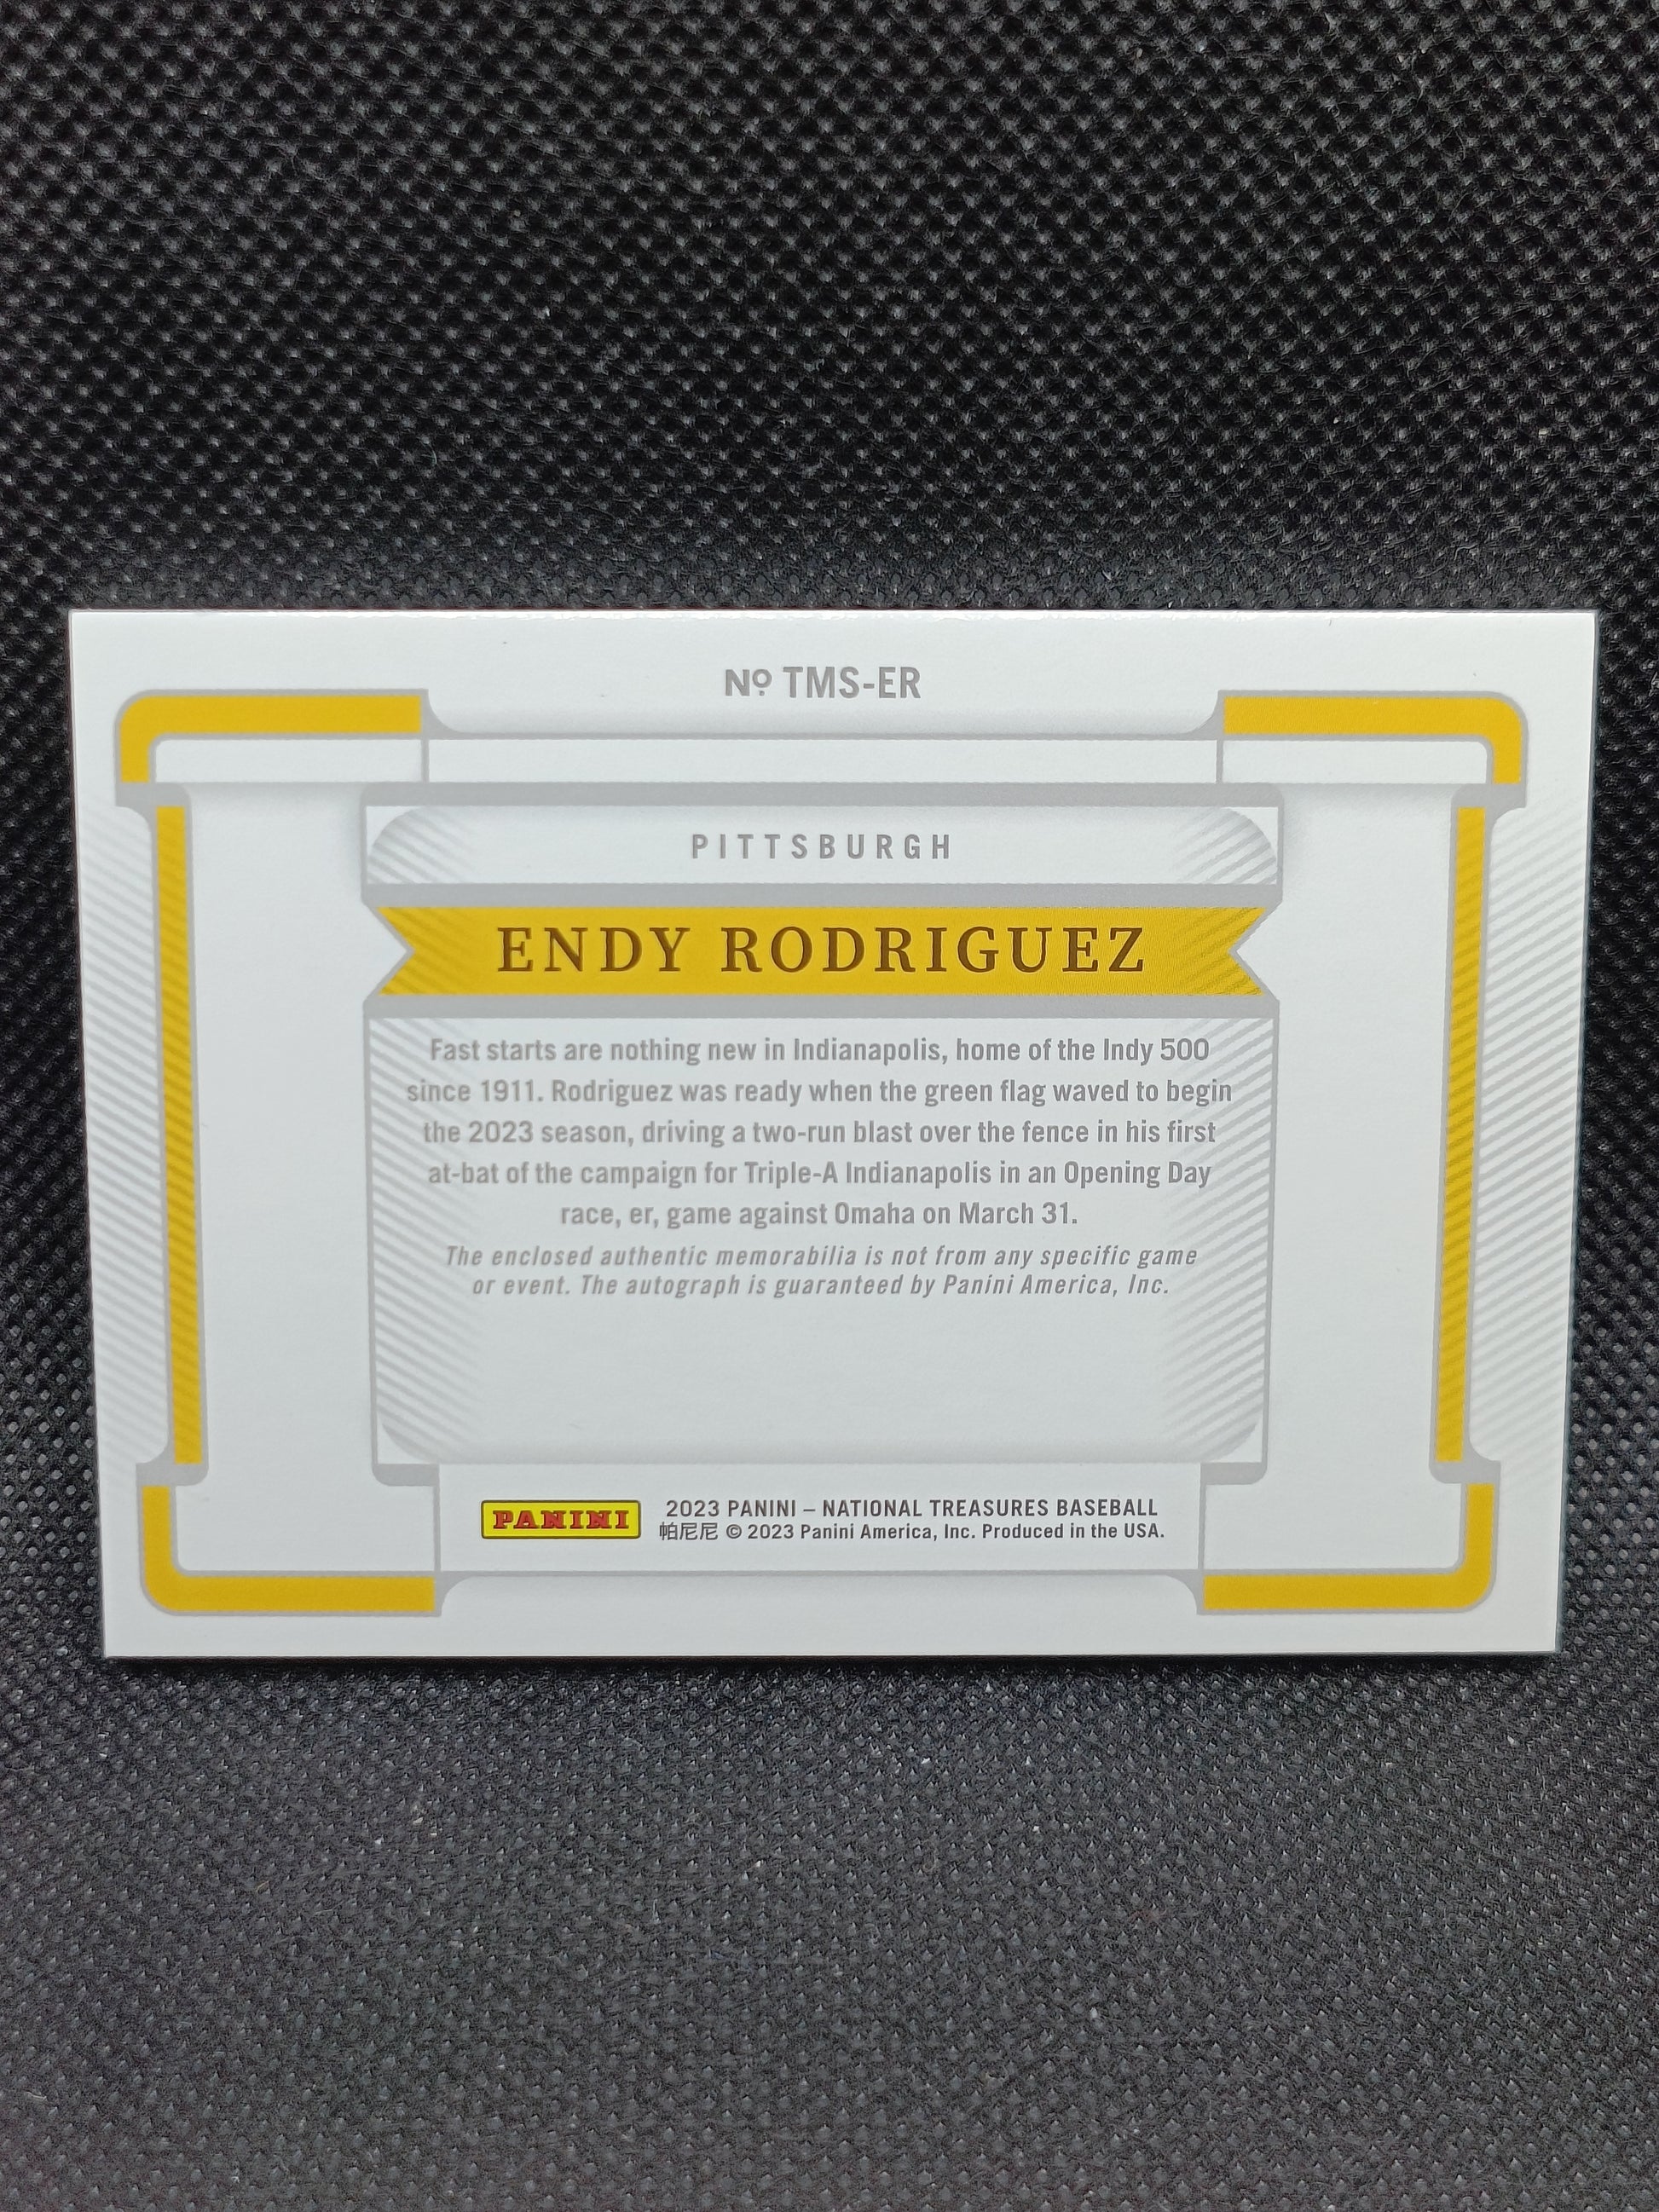 Nº TMS-ER
PITTSBURGH
ENDY RODRIGUEZ
Fast starts are nothing new in Indianapolis, home of the Indy 500
since 1911. Rodriguez was ready when the green flag waved to begin
the 2023 season, driving a two-run blast over the fence in his first
at-bat of the campaign for Triple-A Indianapolis in an Opening Day
race, er, game against Omaha on March 31.
The enclosed authentic memorabilia is not from any specific game
or event. The autograph is guaranteed by Panini America, Inc.
PANINI
2023 PANINI – NATIONAL TREASURES BASEBALL
帕尼尼 © 2023 Panini America, Inc. Produced in the USA.